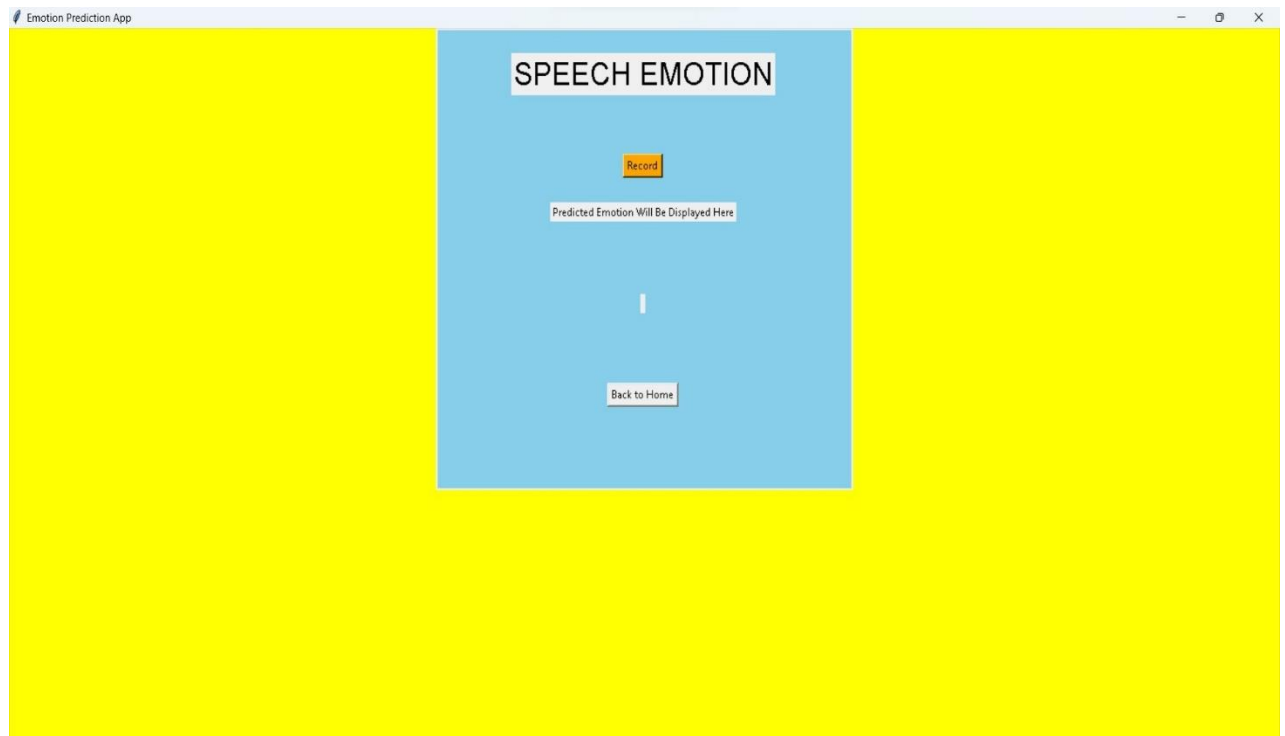 Emotion Prediction App
SPEECH EMOTION
Record
Predicted Emotion Will Be Displayed Here
Back to Home